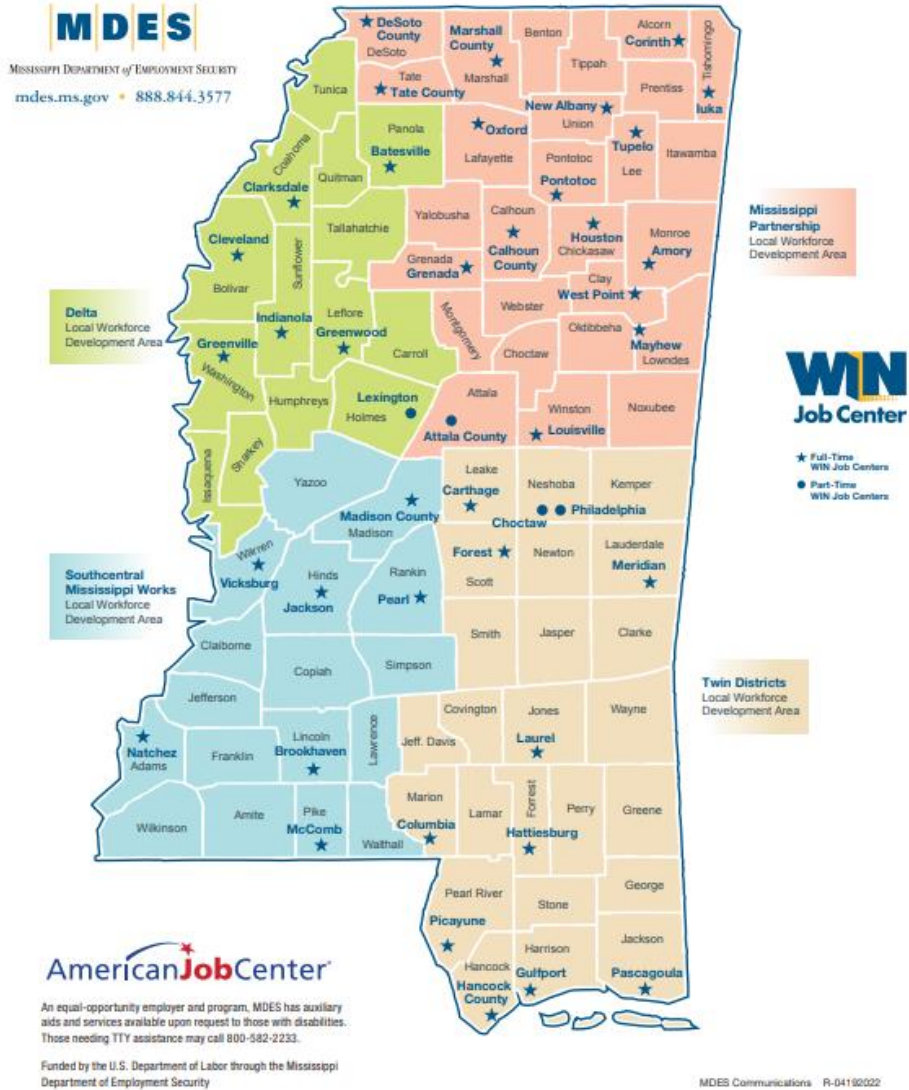 MDES
MISSISSIPPI DEPARTMENT of EMPLOYMENT SECURITY
mdes.ms.gov • 888.844.3577
DeSoto
County
DeSoto
Marshall
County
Marshall
Benton
Tippah
Alcorn
Corinth
Tishomingo
Iuka
Prentiss
Tunica
Tate
Tate County
Panola
Batesville
Oxford
Lafayette
New Albany
Union
Tupelo
Lee
Itawamba
Coahoma
Clarksdale
Quitman
Pontotoc
Pontotoc
Tallahatchie
Yalobusha
Calhoun
Calhoun
County
Houston
Chickasaw
Monroe
Amory
Mississippi
Partnership
Local Workforce
Development Area
Cleveland
Bolivar
Sunflower
Indianola
Grenada
Grenada
Clay
West Point
Webster
Oktibbeha
Mayhew
Lowndes
Delta
Local Workforce
Development Area
Leflore
Greenwood
Carroll
Montgomery
Choctaw
Greenville
Washington
Humphreys
Lexington
Holmes
Attala
Attala County
Winston
Louisville
Noxubee
WIN
Job Center
Full-Time
WIN Job Centers
Part-Time
WIN Job Centers
Issaquena
Sharkey
Yazoo
Madison County
Madison
Leake
Carthage
Neshoba
Choctaw
Philadelphia
Kemper
Southcentral
Mississippi Works
Local Workforce
Development Area
Warren
Vicksburg
Hinds
Jackson
Rankin
Pearl
Forest
Scott
Newton
Lauderdale
Meridian
Claiborne
Copiah
Simpson
Smith
Jasper
Clarke
Twin Districts
Local Workforce
Development Area
Jefferson
Natchez
Adams
Franklin
Lincoln
Brookhaven
Lawrence
Jeff. Davis
Covington
Jones
Laurel
Wayne
Wilkinson
Amite
Pike
McComb
Walthall
Marion
Columbia
Lamar
Forrest
Hattiesburg
Perry
Greene
Pearl River
Picayune
Stone
George
Hancock
Hancock
County
Harrison
Gulfport
Jackson
Pascagoula
AmericanJobCenter
An equal-opportunity employer and program, MDES has auxiliary
aids and services available upon request to those with disabilities.
Those needing TTY assistance may call 800-582-2233.
Funded by the U.S. Department of Labor through the Mississippi
Department of Employment Security
MDES Communications R-04192022